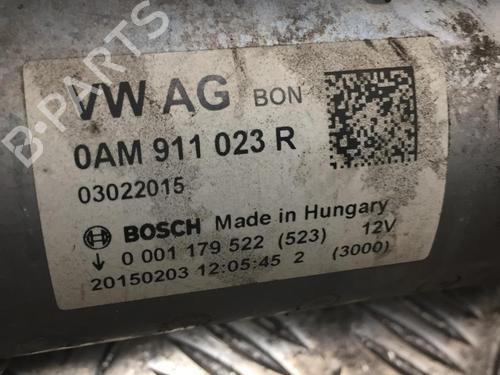 VW AG BON
0AM 911 023 R
03022015
BOSCH Made in Hungary
0 001 179 522 (523) 12V
20150203 12:05:45 2 (3000)
B-PARTS